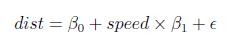 dist = β₀ + speed × β₁ + ϵ